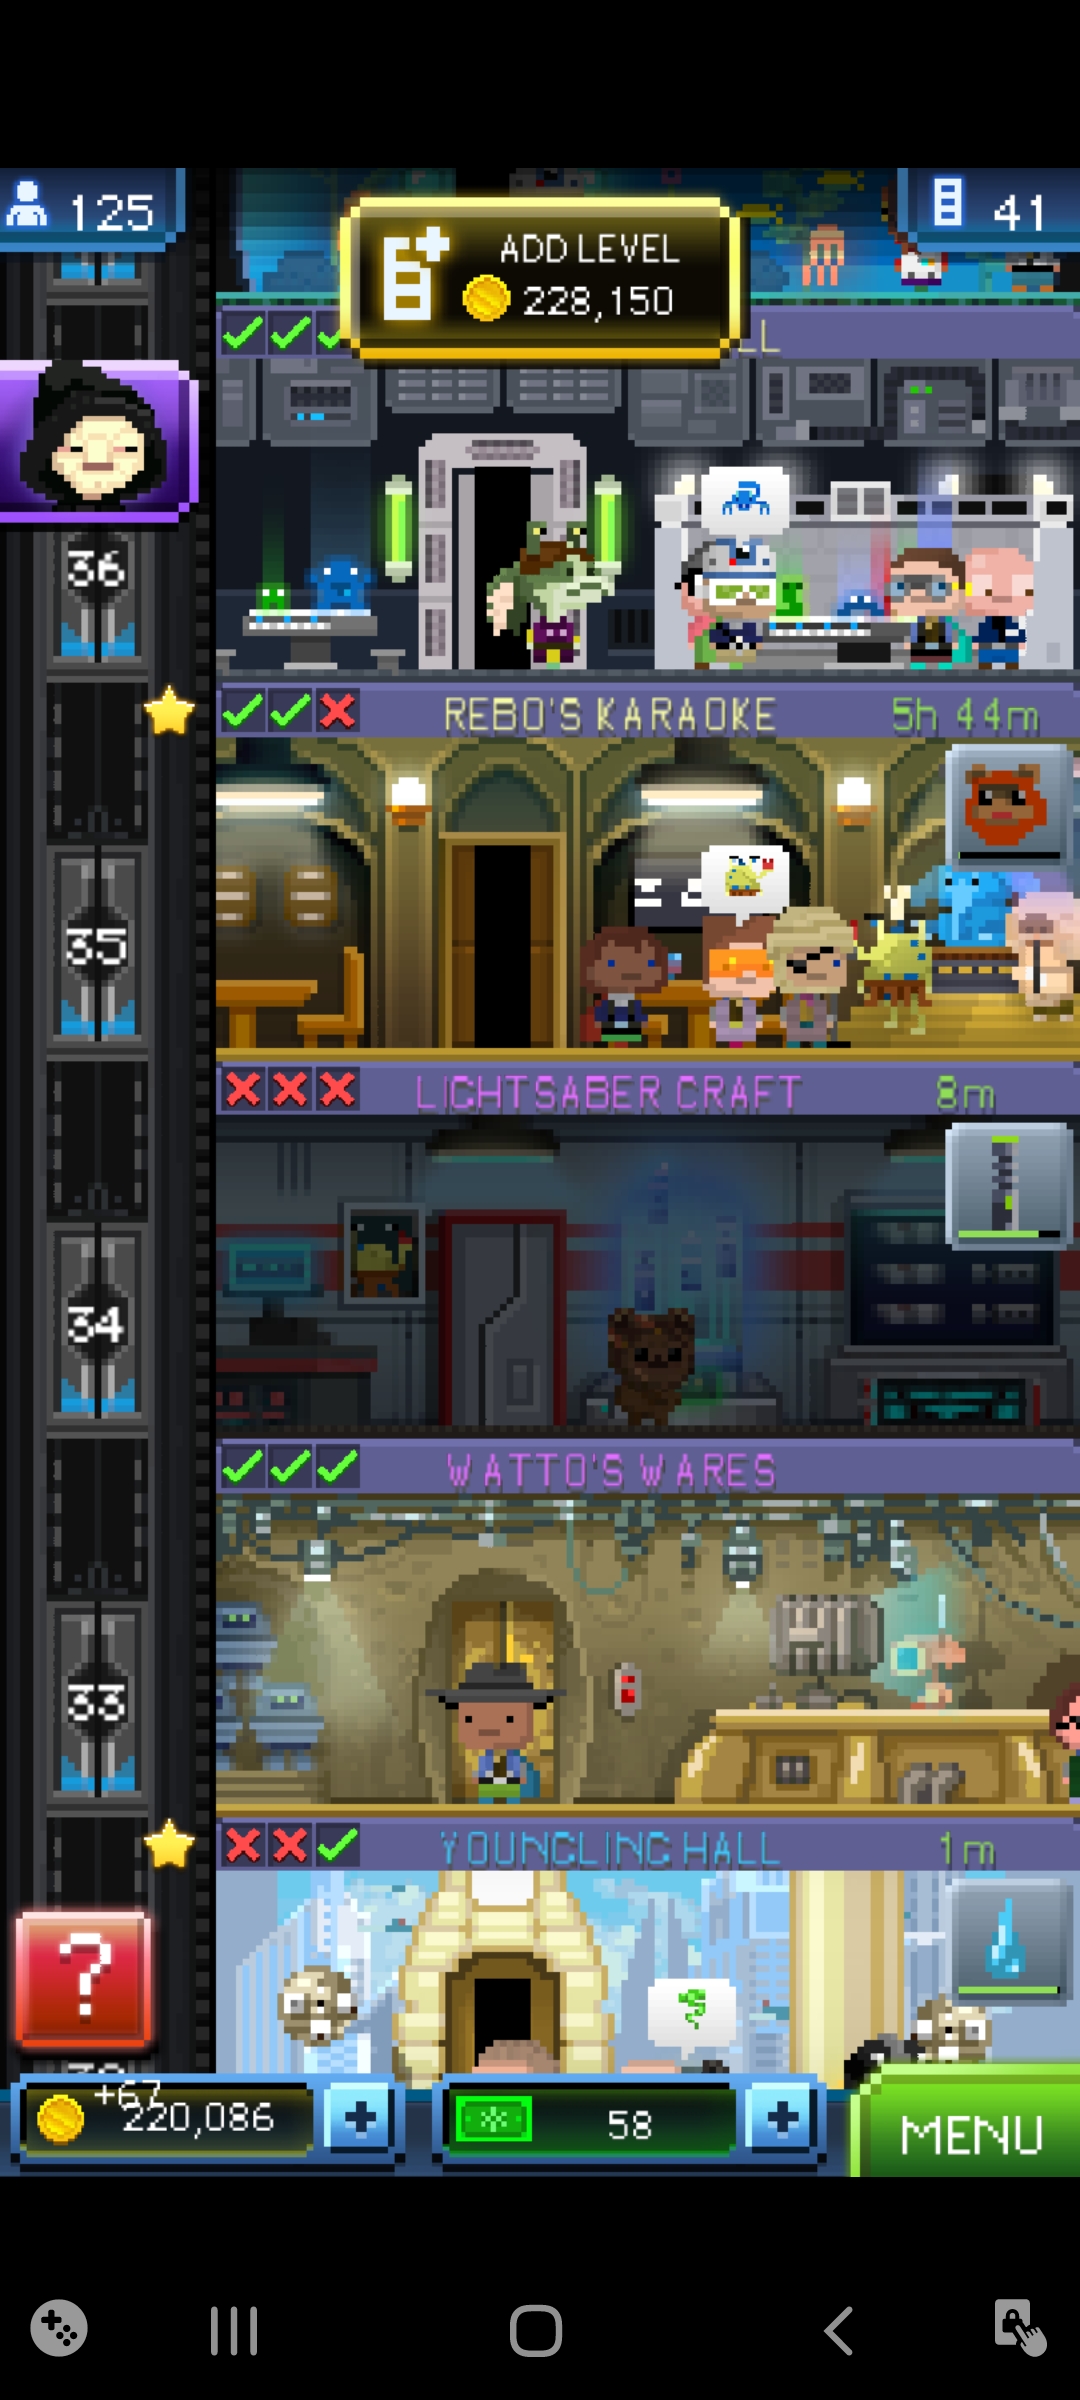 125
41
ADD LEVEL
228,150
LL
36
REBO'S KARAOKE 5h 44m
35
LIGHTSABER CRAFT 8m
34
WATTO'S WARES
33
YOUNGLING HALL 1m
?
+67
220,086
58
MENU